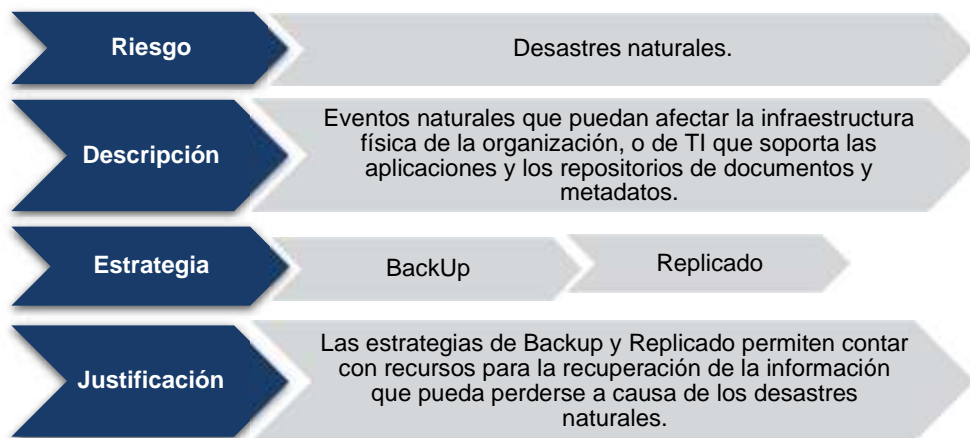 Riesgo
Desastres naturales.
Descripción
Eventos naturales que puedan afectar la infraestructura
física de la organización, o de TI que soporta las
aplicaciones y los repositorios de documentos y
metadatos.
Estrategia
BackUp
Replicado
Justificación
Las estrategias de Backup y Replicado permiten contar
con recursos para la recuperación de la información
que pueda perderse a causa de los desastres
naturales.